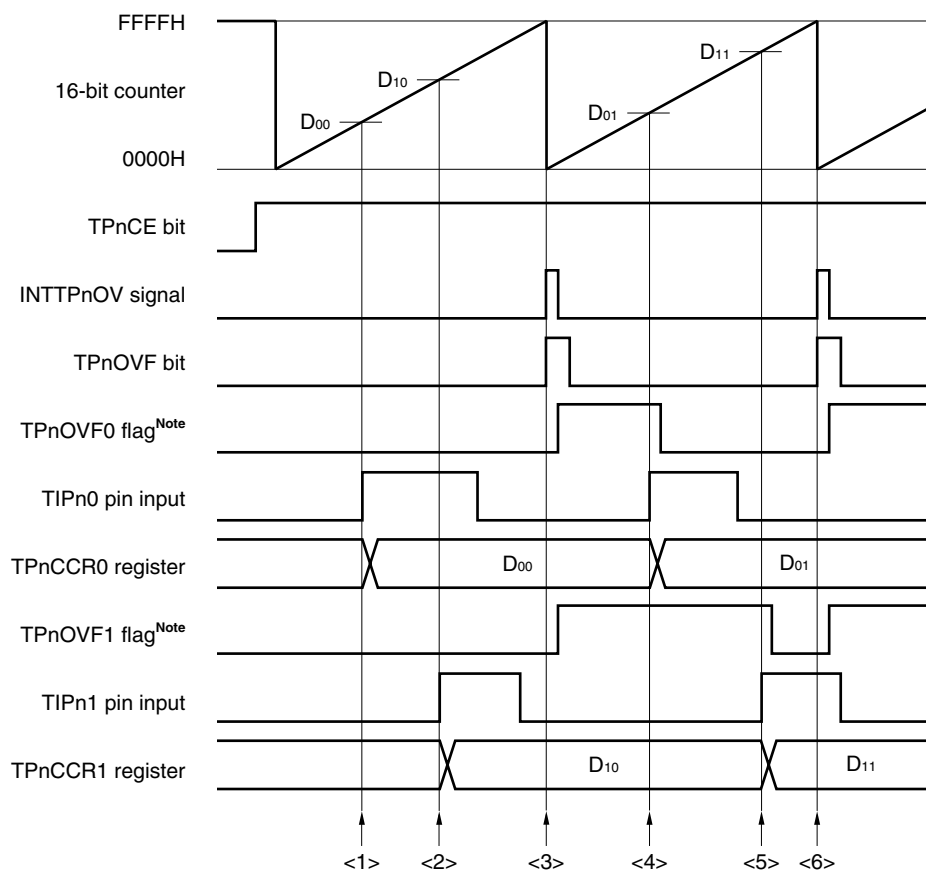 FFFFH
D10
D11
16-bit counter
D00
D01
0000H
TPnCE bit
INTTPnOV signal
TPnOVF bit
TPnOVF0 flagNote
TIPn0 pin input
TPnCCR0 register
D00
D01
TPnOVF1 flagNote
TIPn1 pin input
TPnCCR1 register
D10
D11
<1> <2> <3> <4> <5> <6>